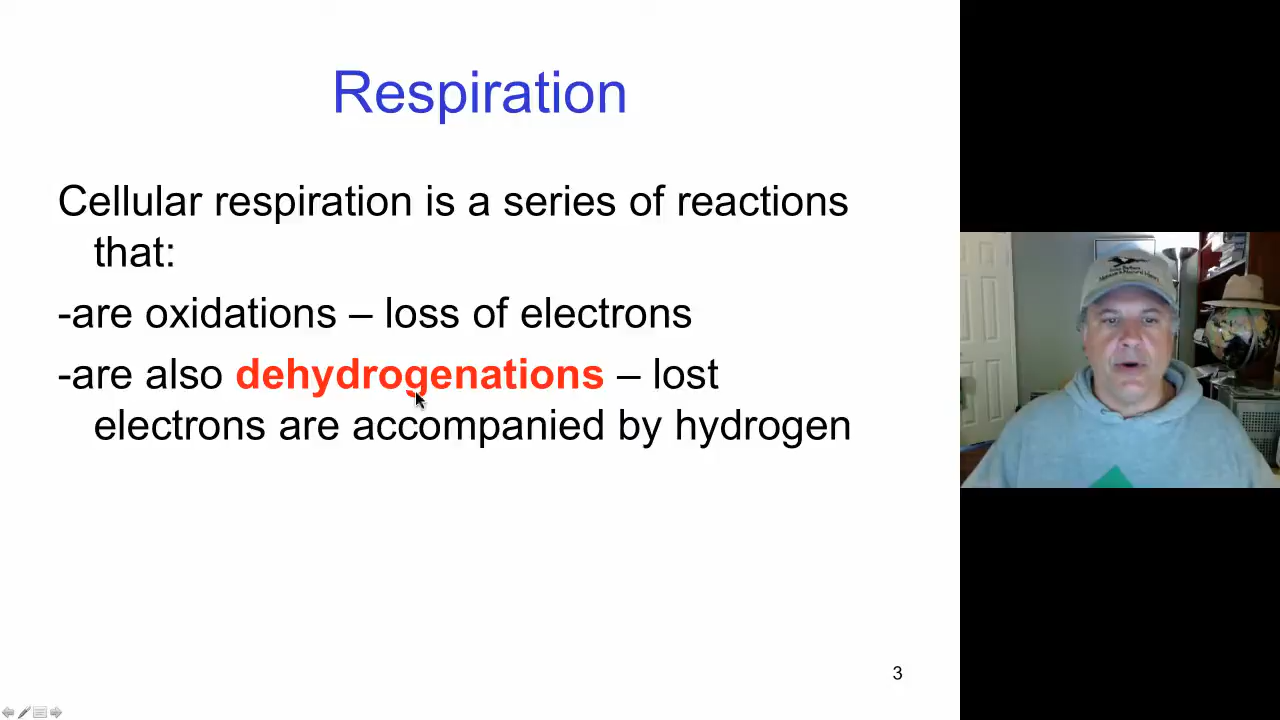 Respiration
Cellular respiration is a series of reactions
that:
-are oxidations – loss of electrons
-are also dehydrogenations – lost
electrons are accompanied by hydrogen
3